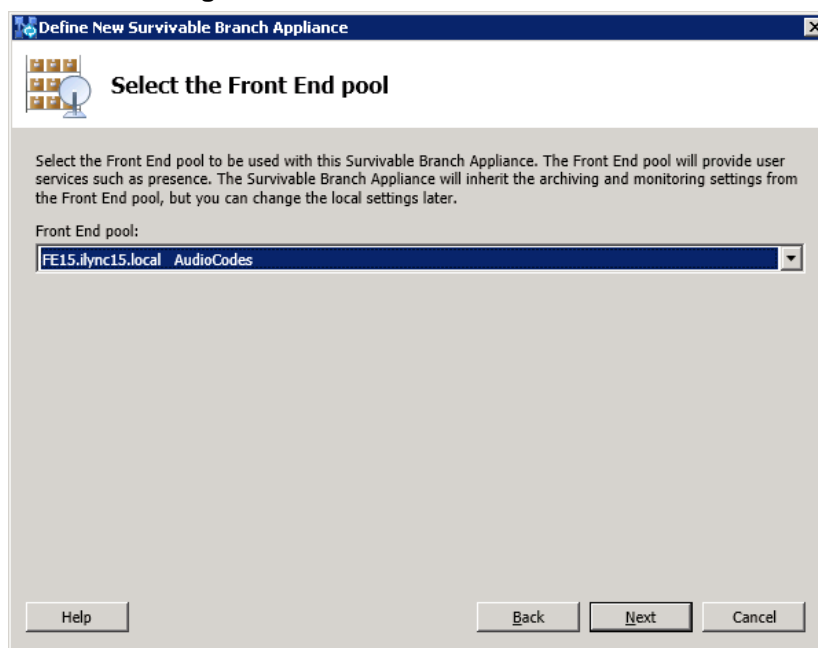 Define New Survivable Branch Appliance
Select the Front End pool
Select the Front End pool to be used with this Survivable Branch Appliance. The Front End pool will provide user
services such as presence. The Survivable Branch Appliance will inherit the archiving and monitoring settings from
the Front End pool, but you can change the local settings later.
Front End pool:
FE15.ilync15.local AudioCodes
Help Back Next Cancel